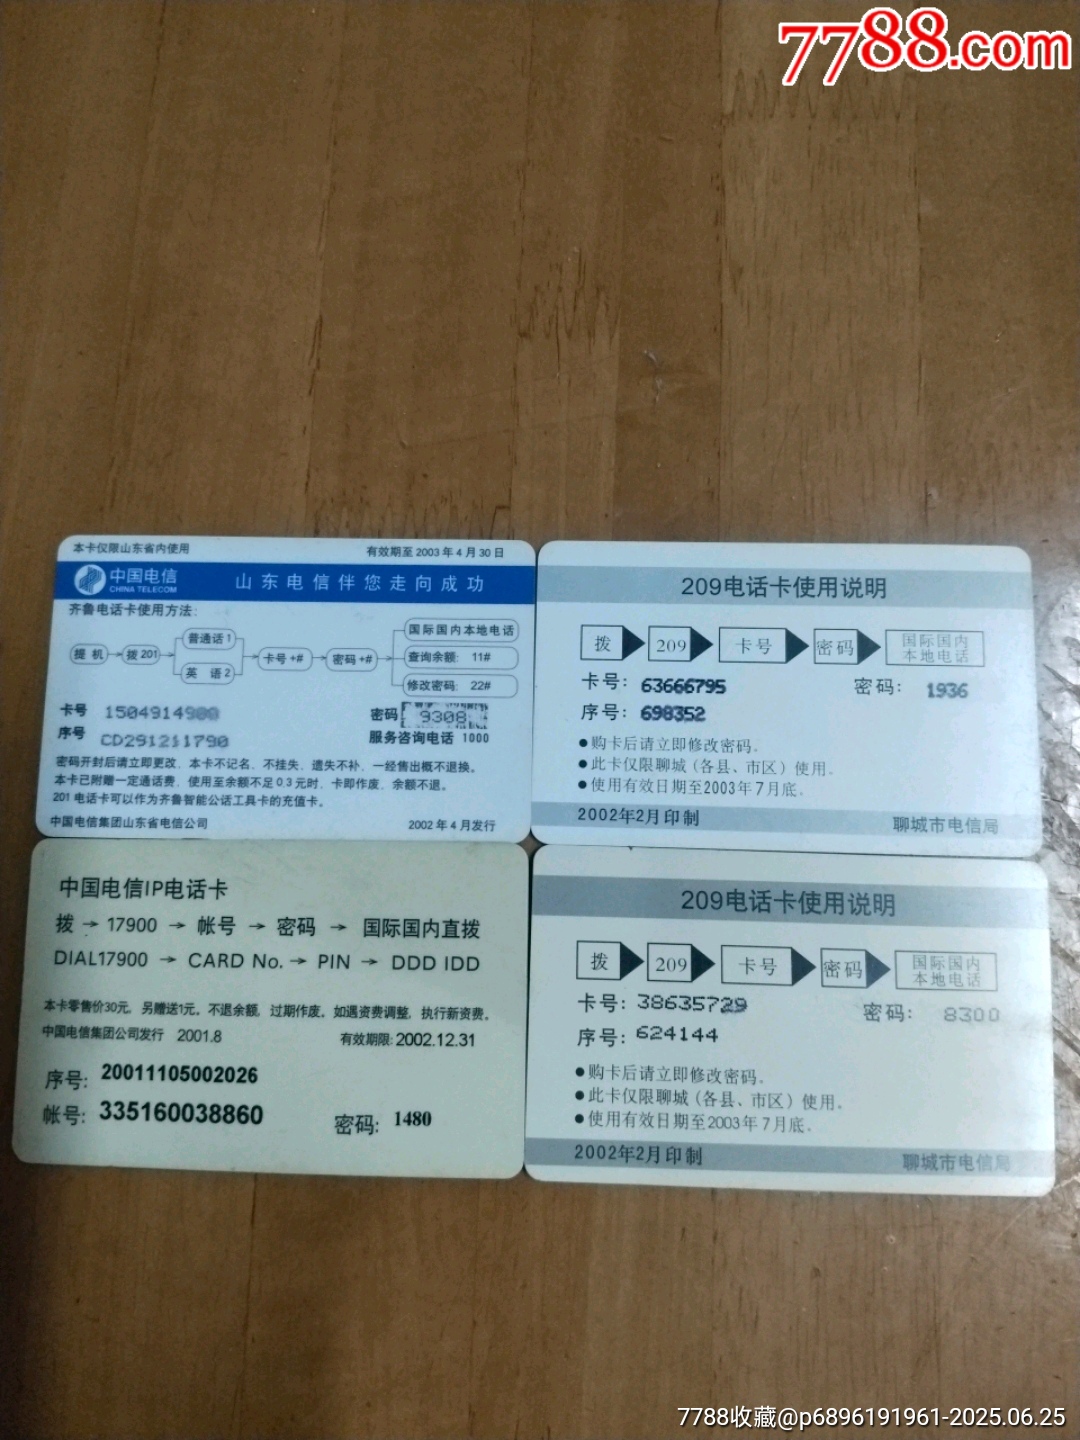 7788.com
本卡仅限山东省内使用
有效期至 2003 年 4 月 30 日
中国电信
CHINA TELECOM
山东电信伴您走向成功
齐鲁电话卡使用方法:
提 机
拨 201
普通话 1
英 语 2
卡号 +#
密码 +#
国际国内本地电话
查询余额: 11#
修改密码: 22#
卡号 1504914900
密码 9308
序号 CD291211790
服务咨询电话 1000
密码开封后请立即更改．本卡不记名．不挂失．遗失不补．一经售出概不退换。
本卡已附赠一定通话费．使用至余额不足 0.3 元时．卡即作废．余额不退。
201 电话卡可以作为齐鲁智能公话工具卡的充值卡。
中国电信集团山东省电信公司
2002 年 4 月发行
209电话卡使用说明
拨 209 卡号 密码 国际国内
本地电话
卡号: 63666795
密码: 1936
序号: 698352
●购卡后请立即修改密码。
●此卡仅限聊城（各县、市区）使用。
●使用有效日期至2003年7月底。
2002年2月印制
聊城市电信局
中国电信IP电话卡
拨 → 17900 → 帐号 → 密码 → 国际国内直拨
DIAL17900 → CARD No. → PIN → DDD IDD
本卡零售价30元，另赠送1元，不退余额，过期作废。如遇资费调整，执行新资费。
中国电信集团公司发行 2001.8
有效期限: 2002.12.31
序号: 20011105002026
帐号: 335160038860
密码: 1480
209电话卡使用说明
拨 209 卡号 密码 国际国内
本地电话
卡号: 38635729
密码: 8300
序号: 624144
●购卡后请立即修改密码。
●此卡仅限聊城（各县、市区）使用。
●使用有效日期至2003年7月底。
2002年2月印制
聊城市电信局
7788收藏@p6896191961-2025.06.25